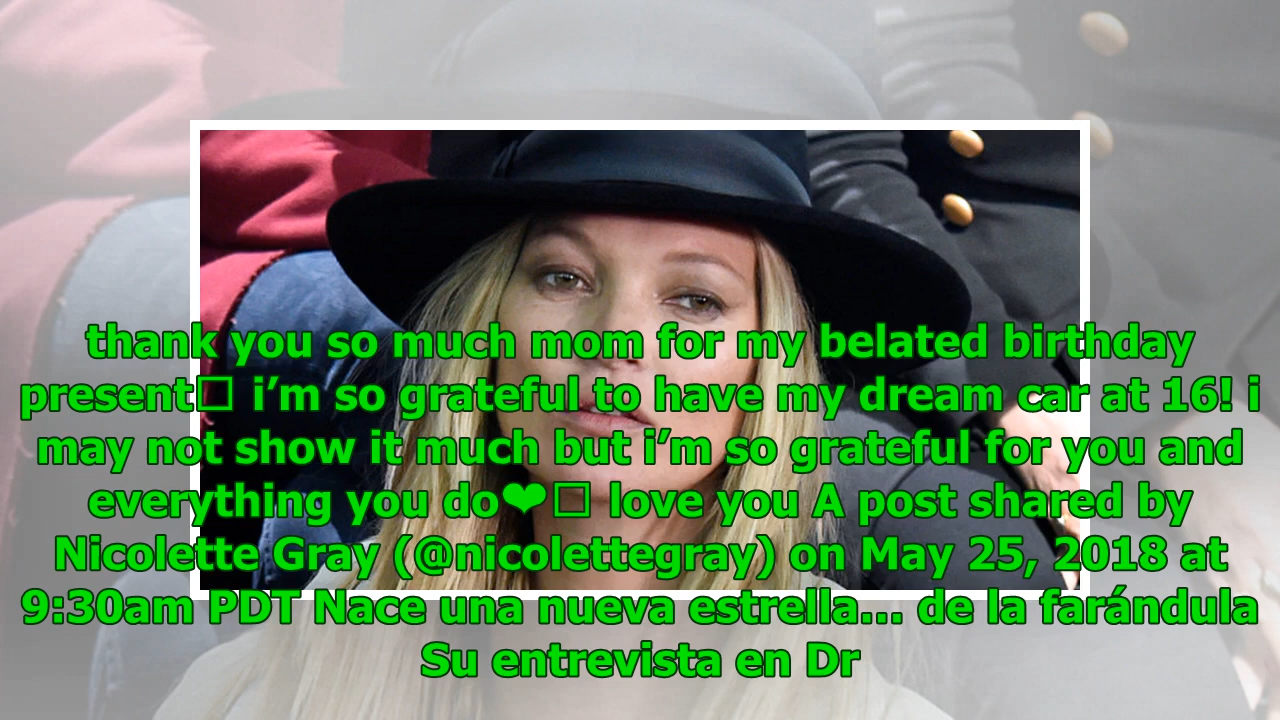 thank you so much mom for my belated birthday
present□ i’m so grateful to have my dream car at 16! i
may not show it much but i’m so grateful for you and
everything you do❤□ love you A post shared by
Nicolette Gray (@nicolettegray) on May 25, 2018 at
9:30am PDT Nace una nueva estrella… de la farándula
Su entrevista en Dr